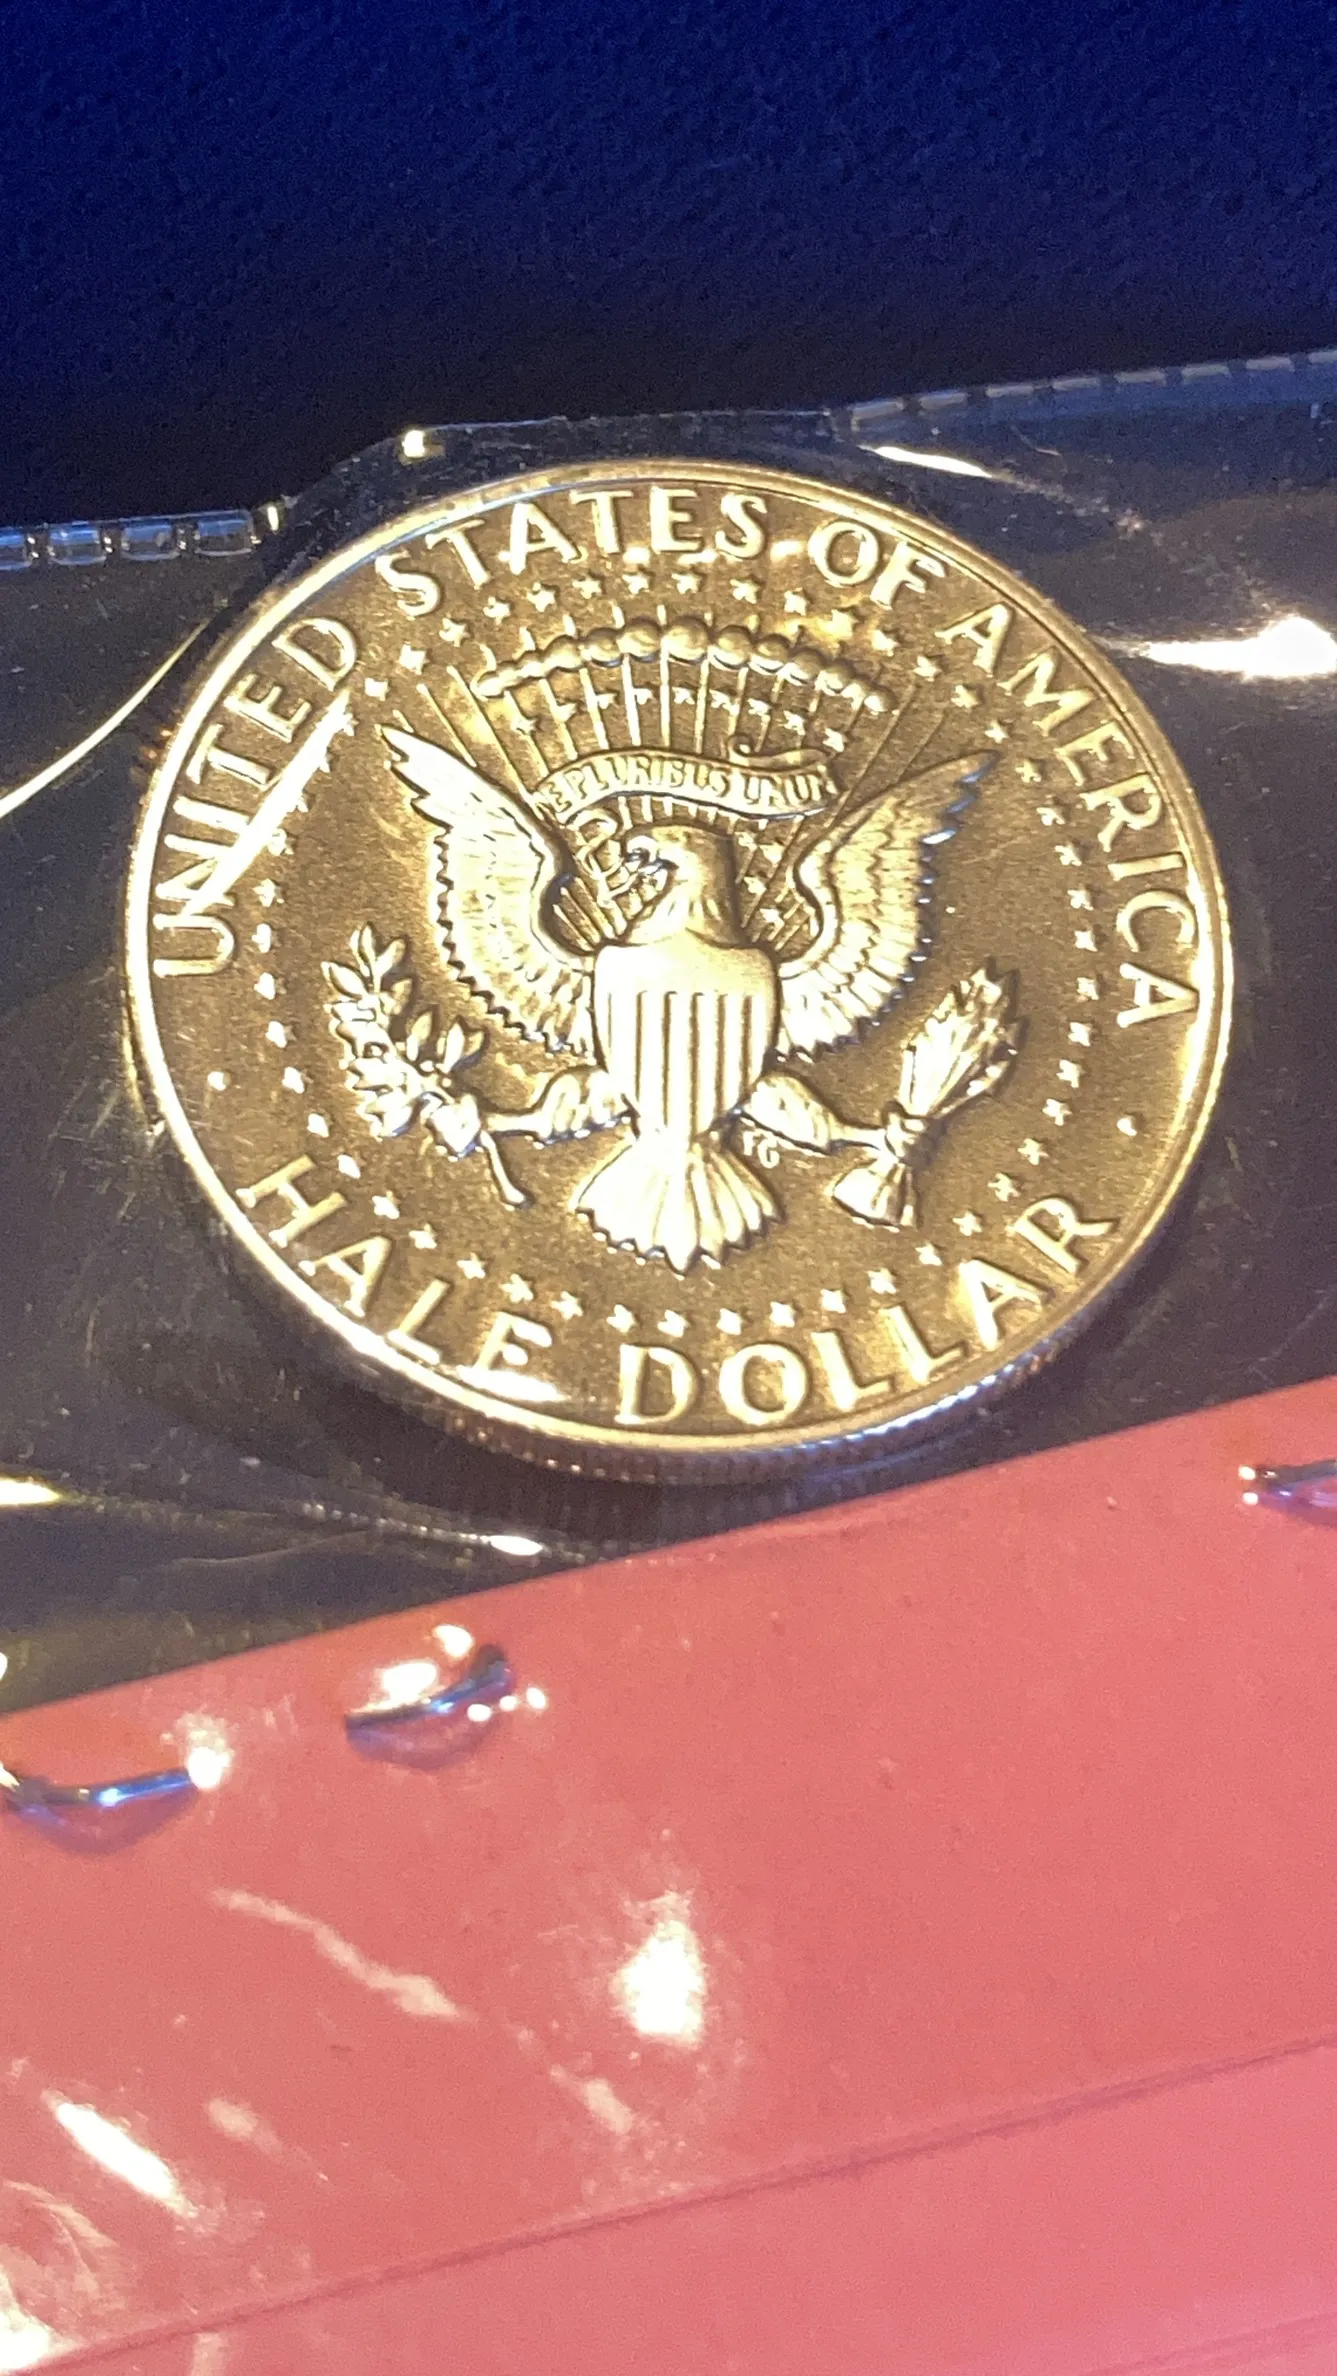 UNITED STATES OF AMERICA
E PLURIBUS UNUM
FG
HALF DOLLAR